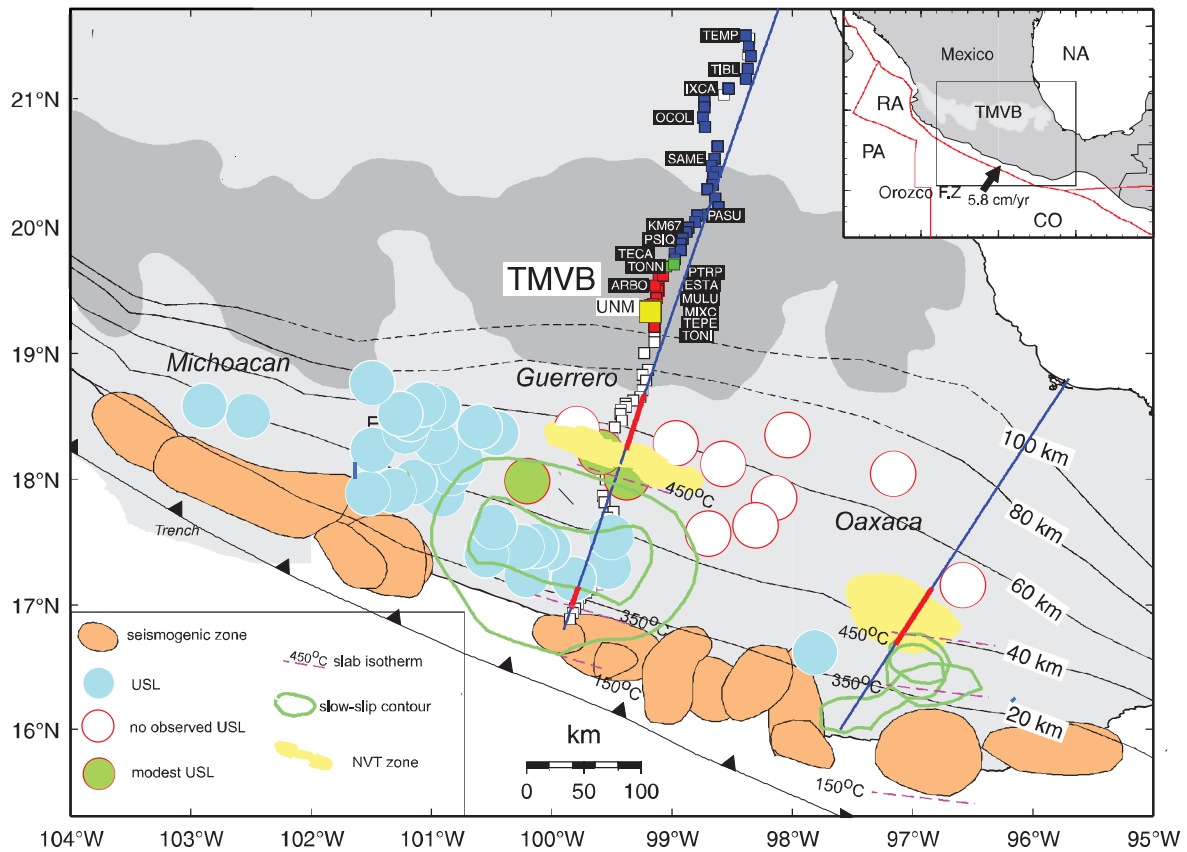 TEMP
TIBL
IXCA
OCOL
SAME
PASU
KM67
PSIQ
TECA
TONN
ARBO
UNM
PTRP
ESTA
MULU
MIXC
TEPE
TONI
TMVB
Michoacan
Guerrero
Oaxaca
Trench
450°C
350°C
150°C
450°C
350°C
150°C
100 km
80 km
60 km
40 km
20 km
Mexico
NA
RA
TMVB
PA
Orozco F.Z
5.8 cm/yr
CO
seismogenic zone
USL
no observed USL
modest USL
450°C slab isotherm
slow-slip contour
NVT zone
km
0 50 100
21°N
20°N
19°N
18°N
17°N
16°N
104°W 103°W 102°W 101°W 100°W 99°W 98°W 97°W 96°W 95°W